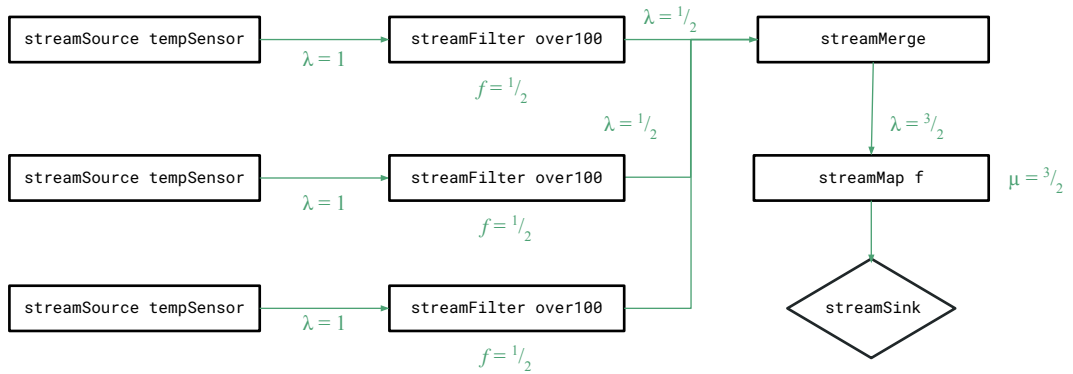 streamSource tempSensor
λ = 1
streamFilter over100
f = 1/2
λ = 1/2
streamMerge
λ = 3/2
streamSource tempSensor
λ = 1
streamFilter over100
f = 1/2
λ = 1/2
streamMap f
μ = 3/2
streamSource tempSensor
λ = 1
streamFilter over100
f = 1/2
streamSink